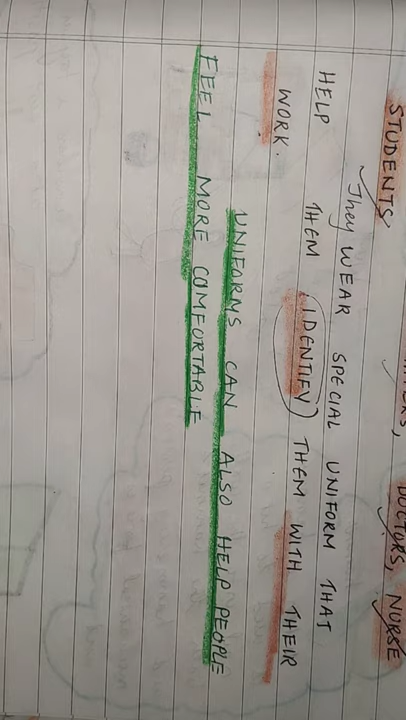 DOCTORS, NURSE
STUDENTS
They WEAR SPECIAL UNIFORM THAT
HELP THEM IDENTIFY THEM WITH THEIR
WORK.
UNIFORMS CAN ALSO HELP PEOPLE
FEEL MORE COMFORTABLE